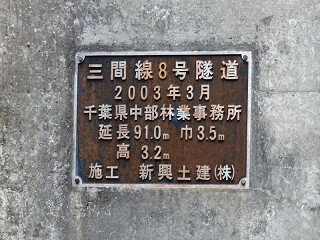 三間線8号隧道
2003年3月
千葉県中部林業事務所
延長91.0m 巾3.5m
高 3.2m
施工 新興土建(株)